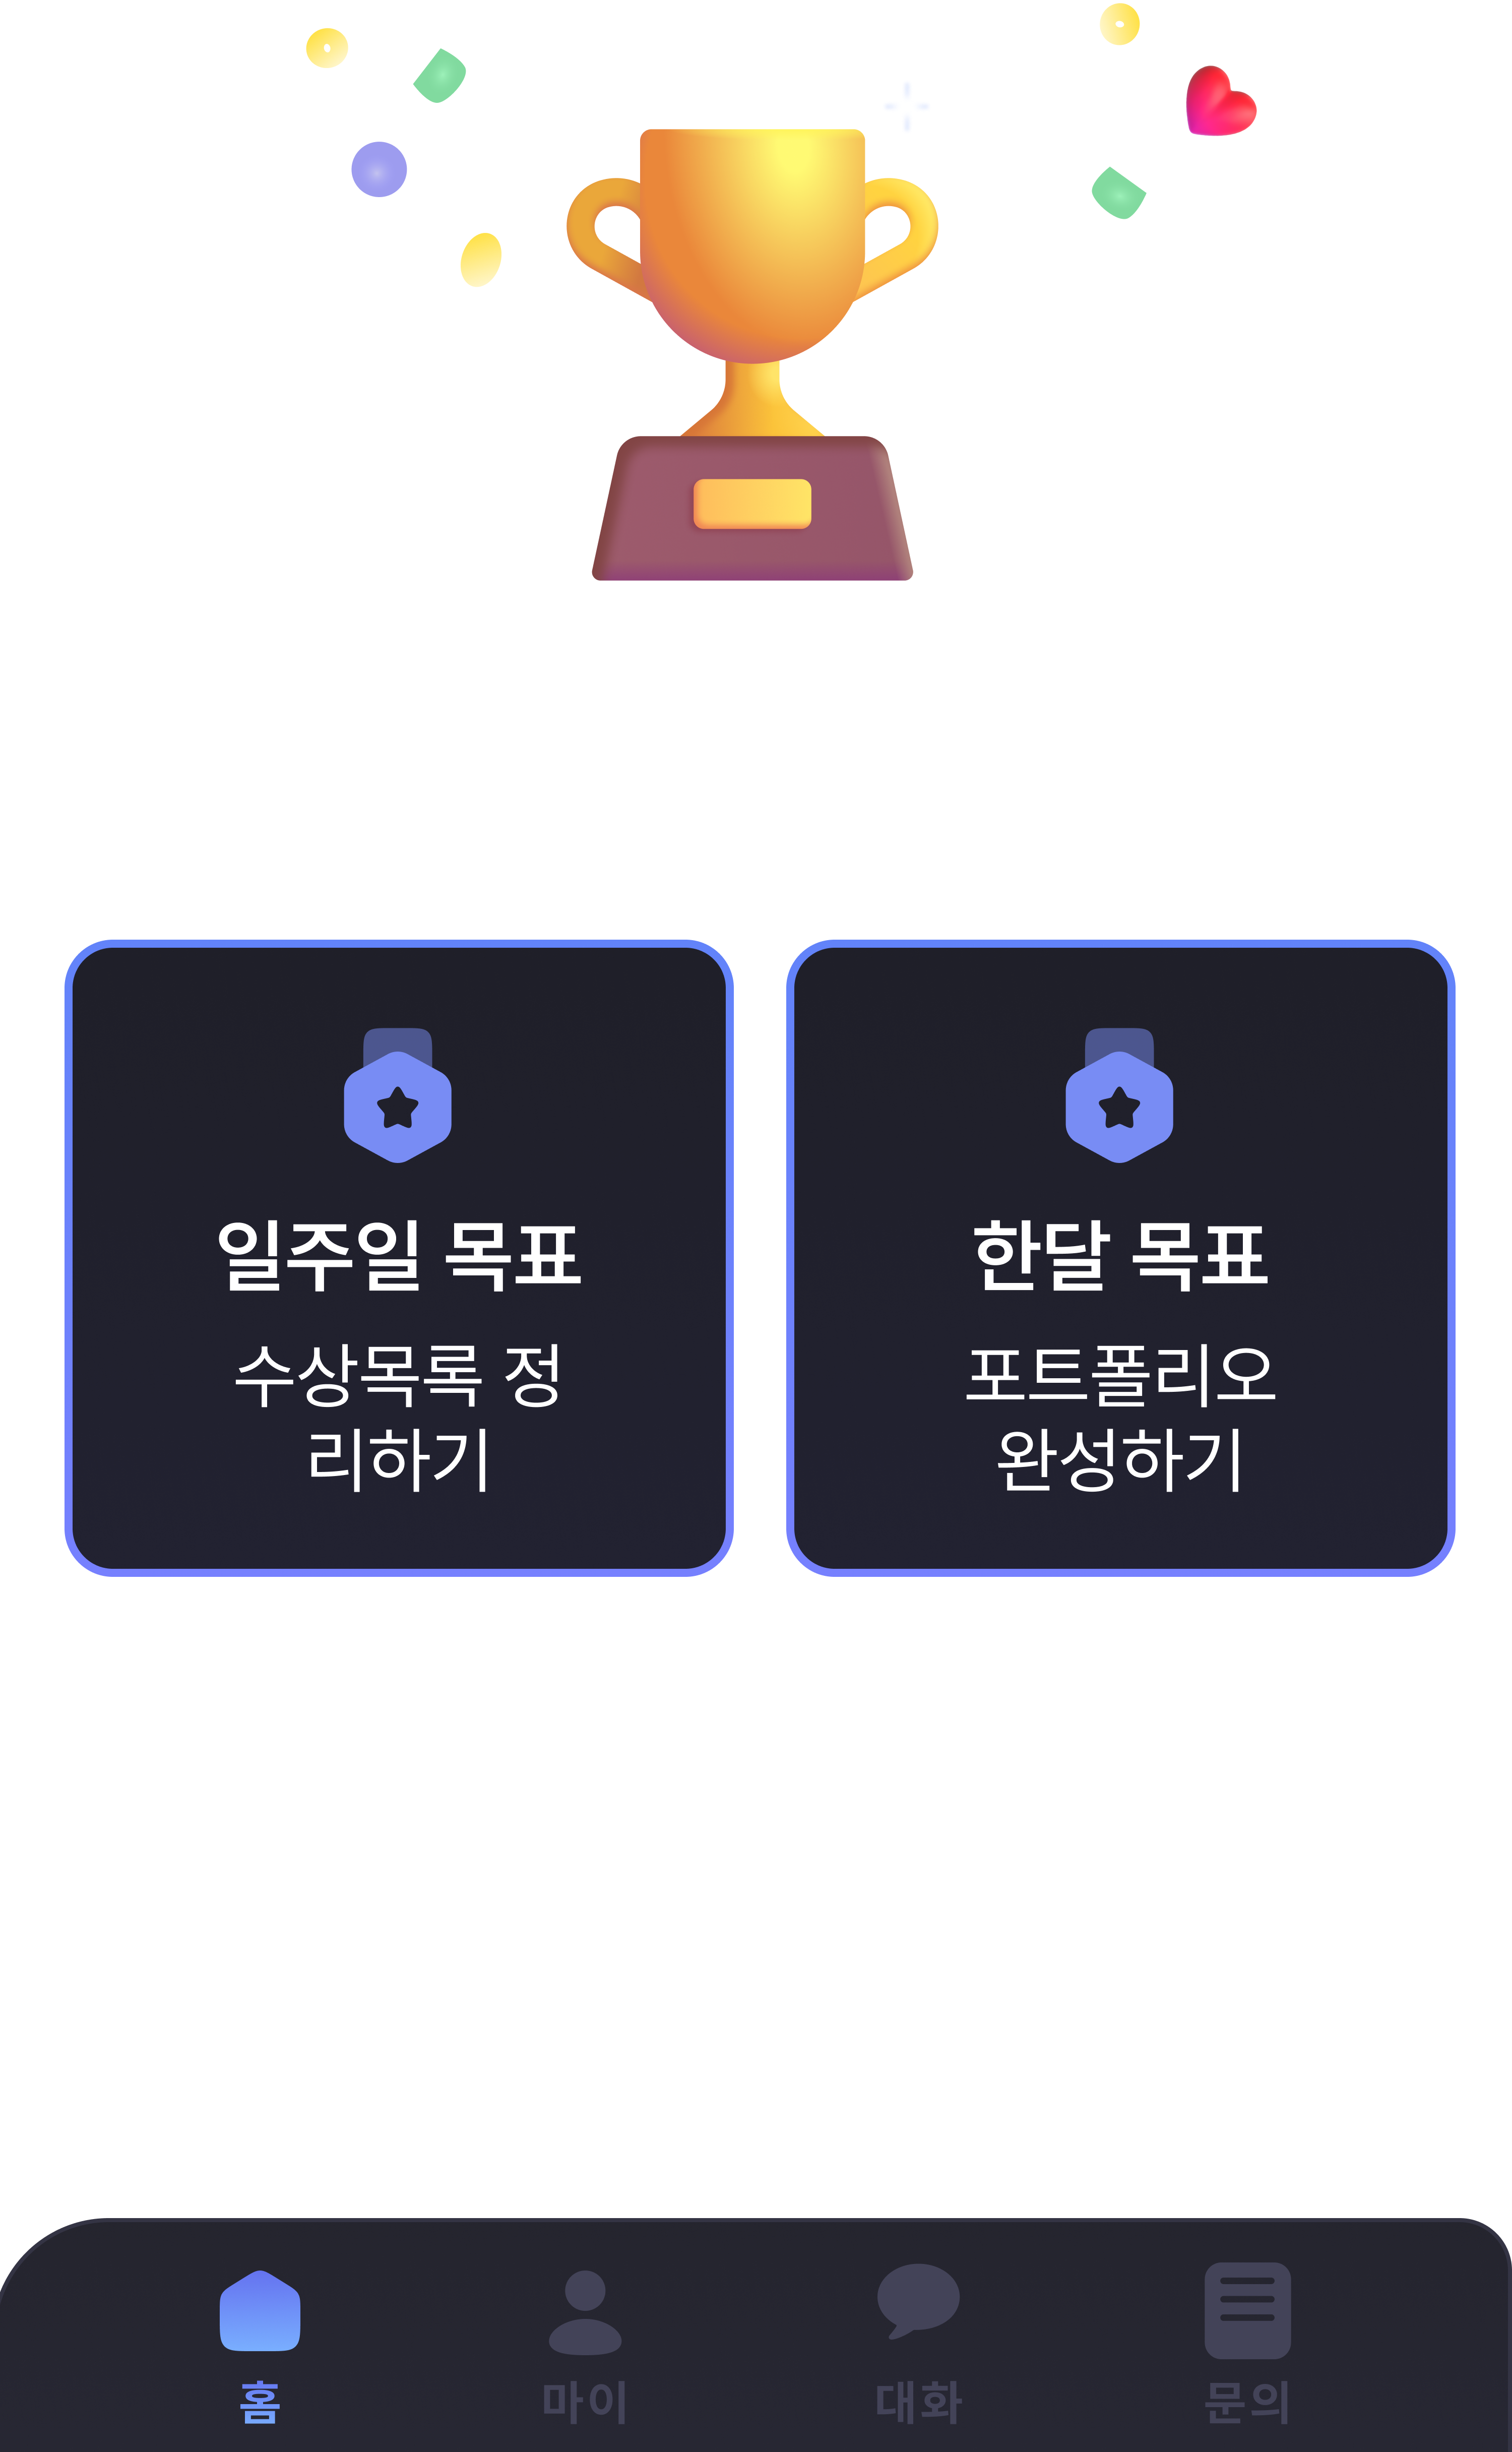 일주일 목표
수상목록 정
리하기
한달 목표
포트폴리오
완성하기
홈
마이
대화
문의